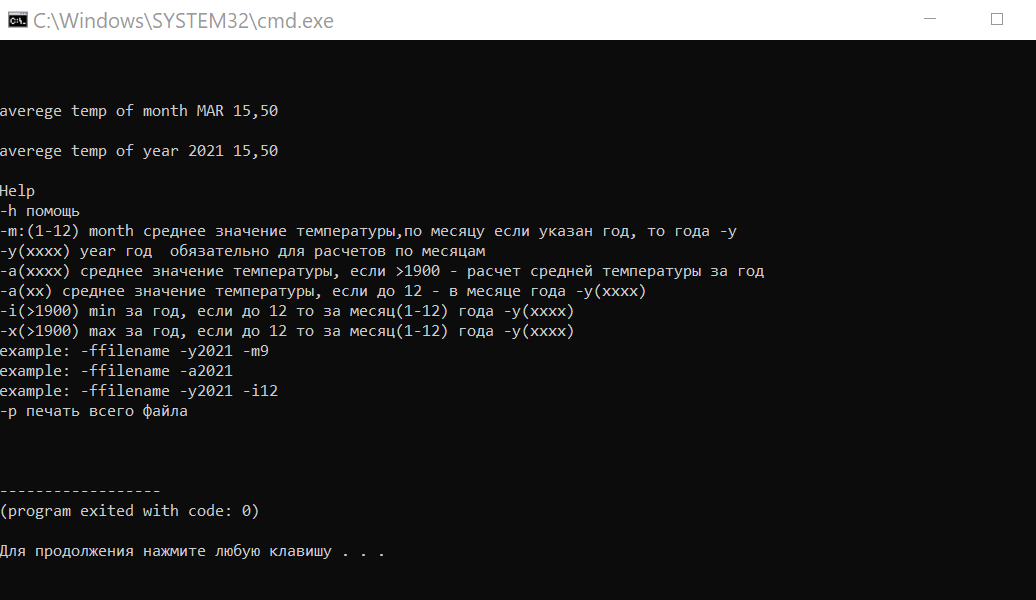 C:\Windows\SYSTEM32\cmd.exe
averege temp of month MAR 15,50
averege temp of year 2021 15,50
Help
-h помощь
-m:(1-12) month среднее значение температуры,по месяцу если указан год, то года -y
-y(xxxx) year год  обязательно для расчетов по месяцам
-a(xxxx) среднее значение температуры, если >1900 - расчет средней температуры за год
-a(xx) среднее значение температуры, если до 12 - в месяце года -y(xxxx)
-i(>1900) min за год, если до 12 то за месяц(1-12) года -y(xxxx)
-x(>1900) max за год, если до 12 то за месяц(1-12) года -y(xxxx)
example: -ffilename -y2021 -m9
example: -ffilename -a2021
example: -ffilename -y2021 -i12
-p печать всего файла
------------------
(program exited with code: 0)
Для продолжения нажмите любую клавишу . . .